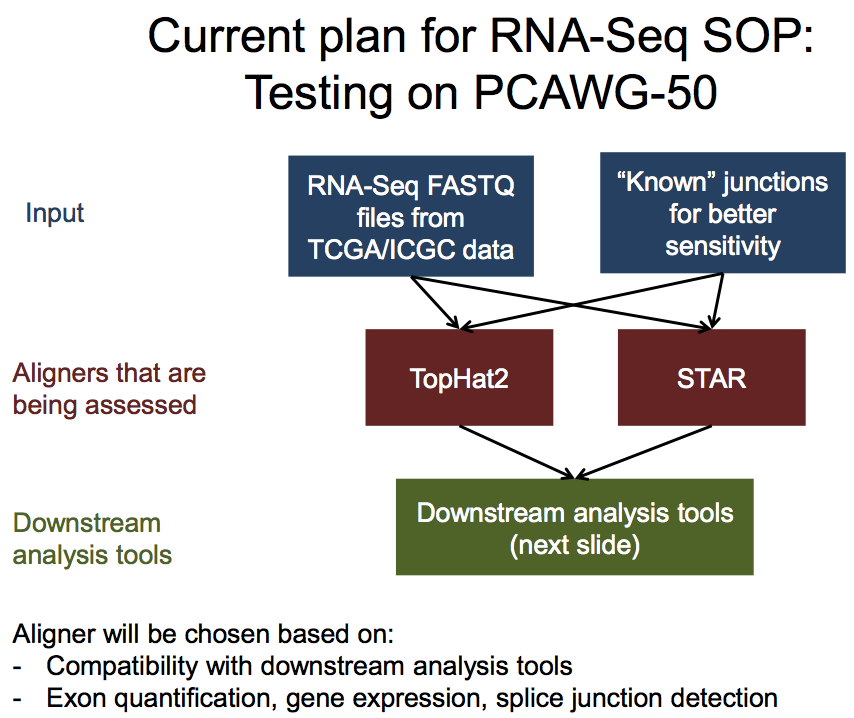 Current plan for RNA-Seq SOP:
Testing on PCAWG-50
Input
RNA-Seq FASTQ
files from
TCGA/ICGC data
“Known” junctions
for better
sensitivity
Aligners that are
being assessed
TopHat2
STAR
Downstream
analysis tools
Downstream analysis tools
(next slide)
Aligner will be chosen based on:
- Compatibility with downstream analysis tools
- Exon quantification, gene expression, splice junction detection